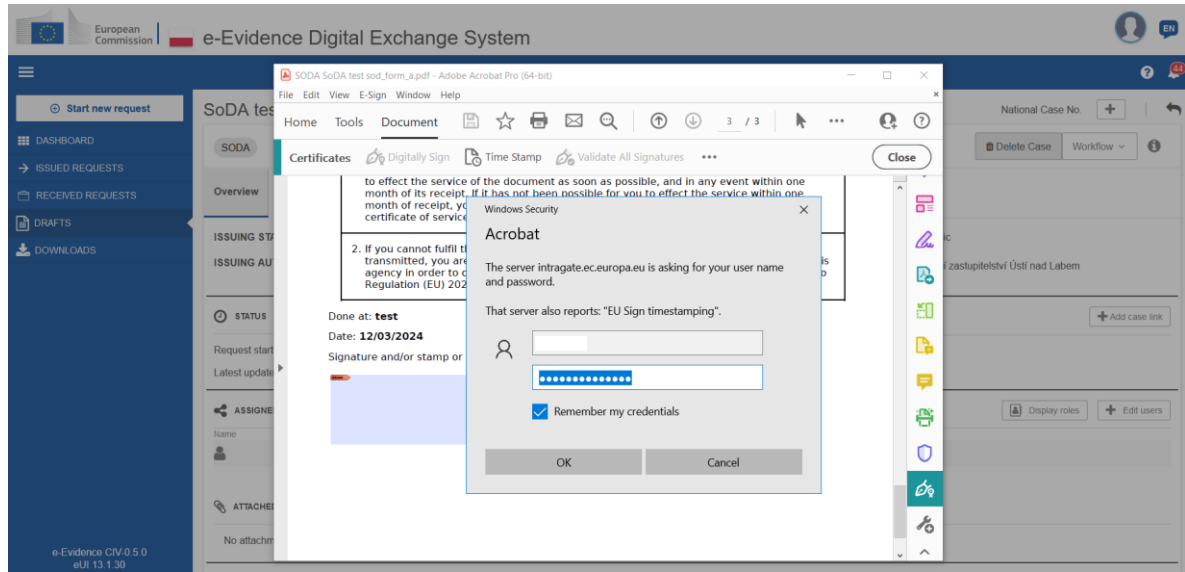 European
Commission
e-Evidence Digital Exchange System
EN
44
Start new request
DASHBOARD
ISSUED REQUESTS
RECEIVED REQUESTS
DRAFTS
DOWNLOADS
e-Evidence CIV-0.5.0
eUI 13.1.30
SoDA tes
National Case No.
SODA
Delete Case
Workflow
Overview
ISSUING STA
ISSUING AU
í zastupitelství Ústí nad Labem
STATUS
Add case link
Request start
Latest update
ASSIGNE
Display roles
Edit users
Name
ATTACHE
No attachm
SODA SoDA test sod_form_a.pdf - Adobe Acrobat Pro (64-bit)
File Edit View E-Sign Window Help
Home Tools Document 3 / 3
Certificates Digitally Sign Time Stamp Validate All Signatures Close
to effect the service of the document as soon as possible, and in any event within one
month of its receipt. If it has not been possible for you to effect the service within one
month of receipt, yo
certificate of service
2. If you cannot fulfil t
transmitted, you are
agency in order to
Regulation (EU) 202
Done at: test
Date: 12/03/2024
Signature and/or stamp or
Windows Security
Acrobat
The server intragate.ec.europa.eu is asking for your user name
and password.
That server also reports: "EU Sign timestamping".
Remember my credentials
OK Cancel